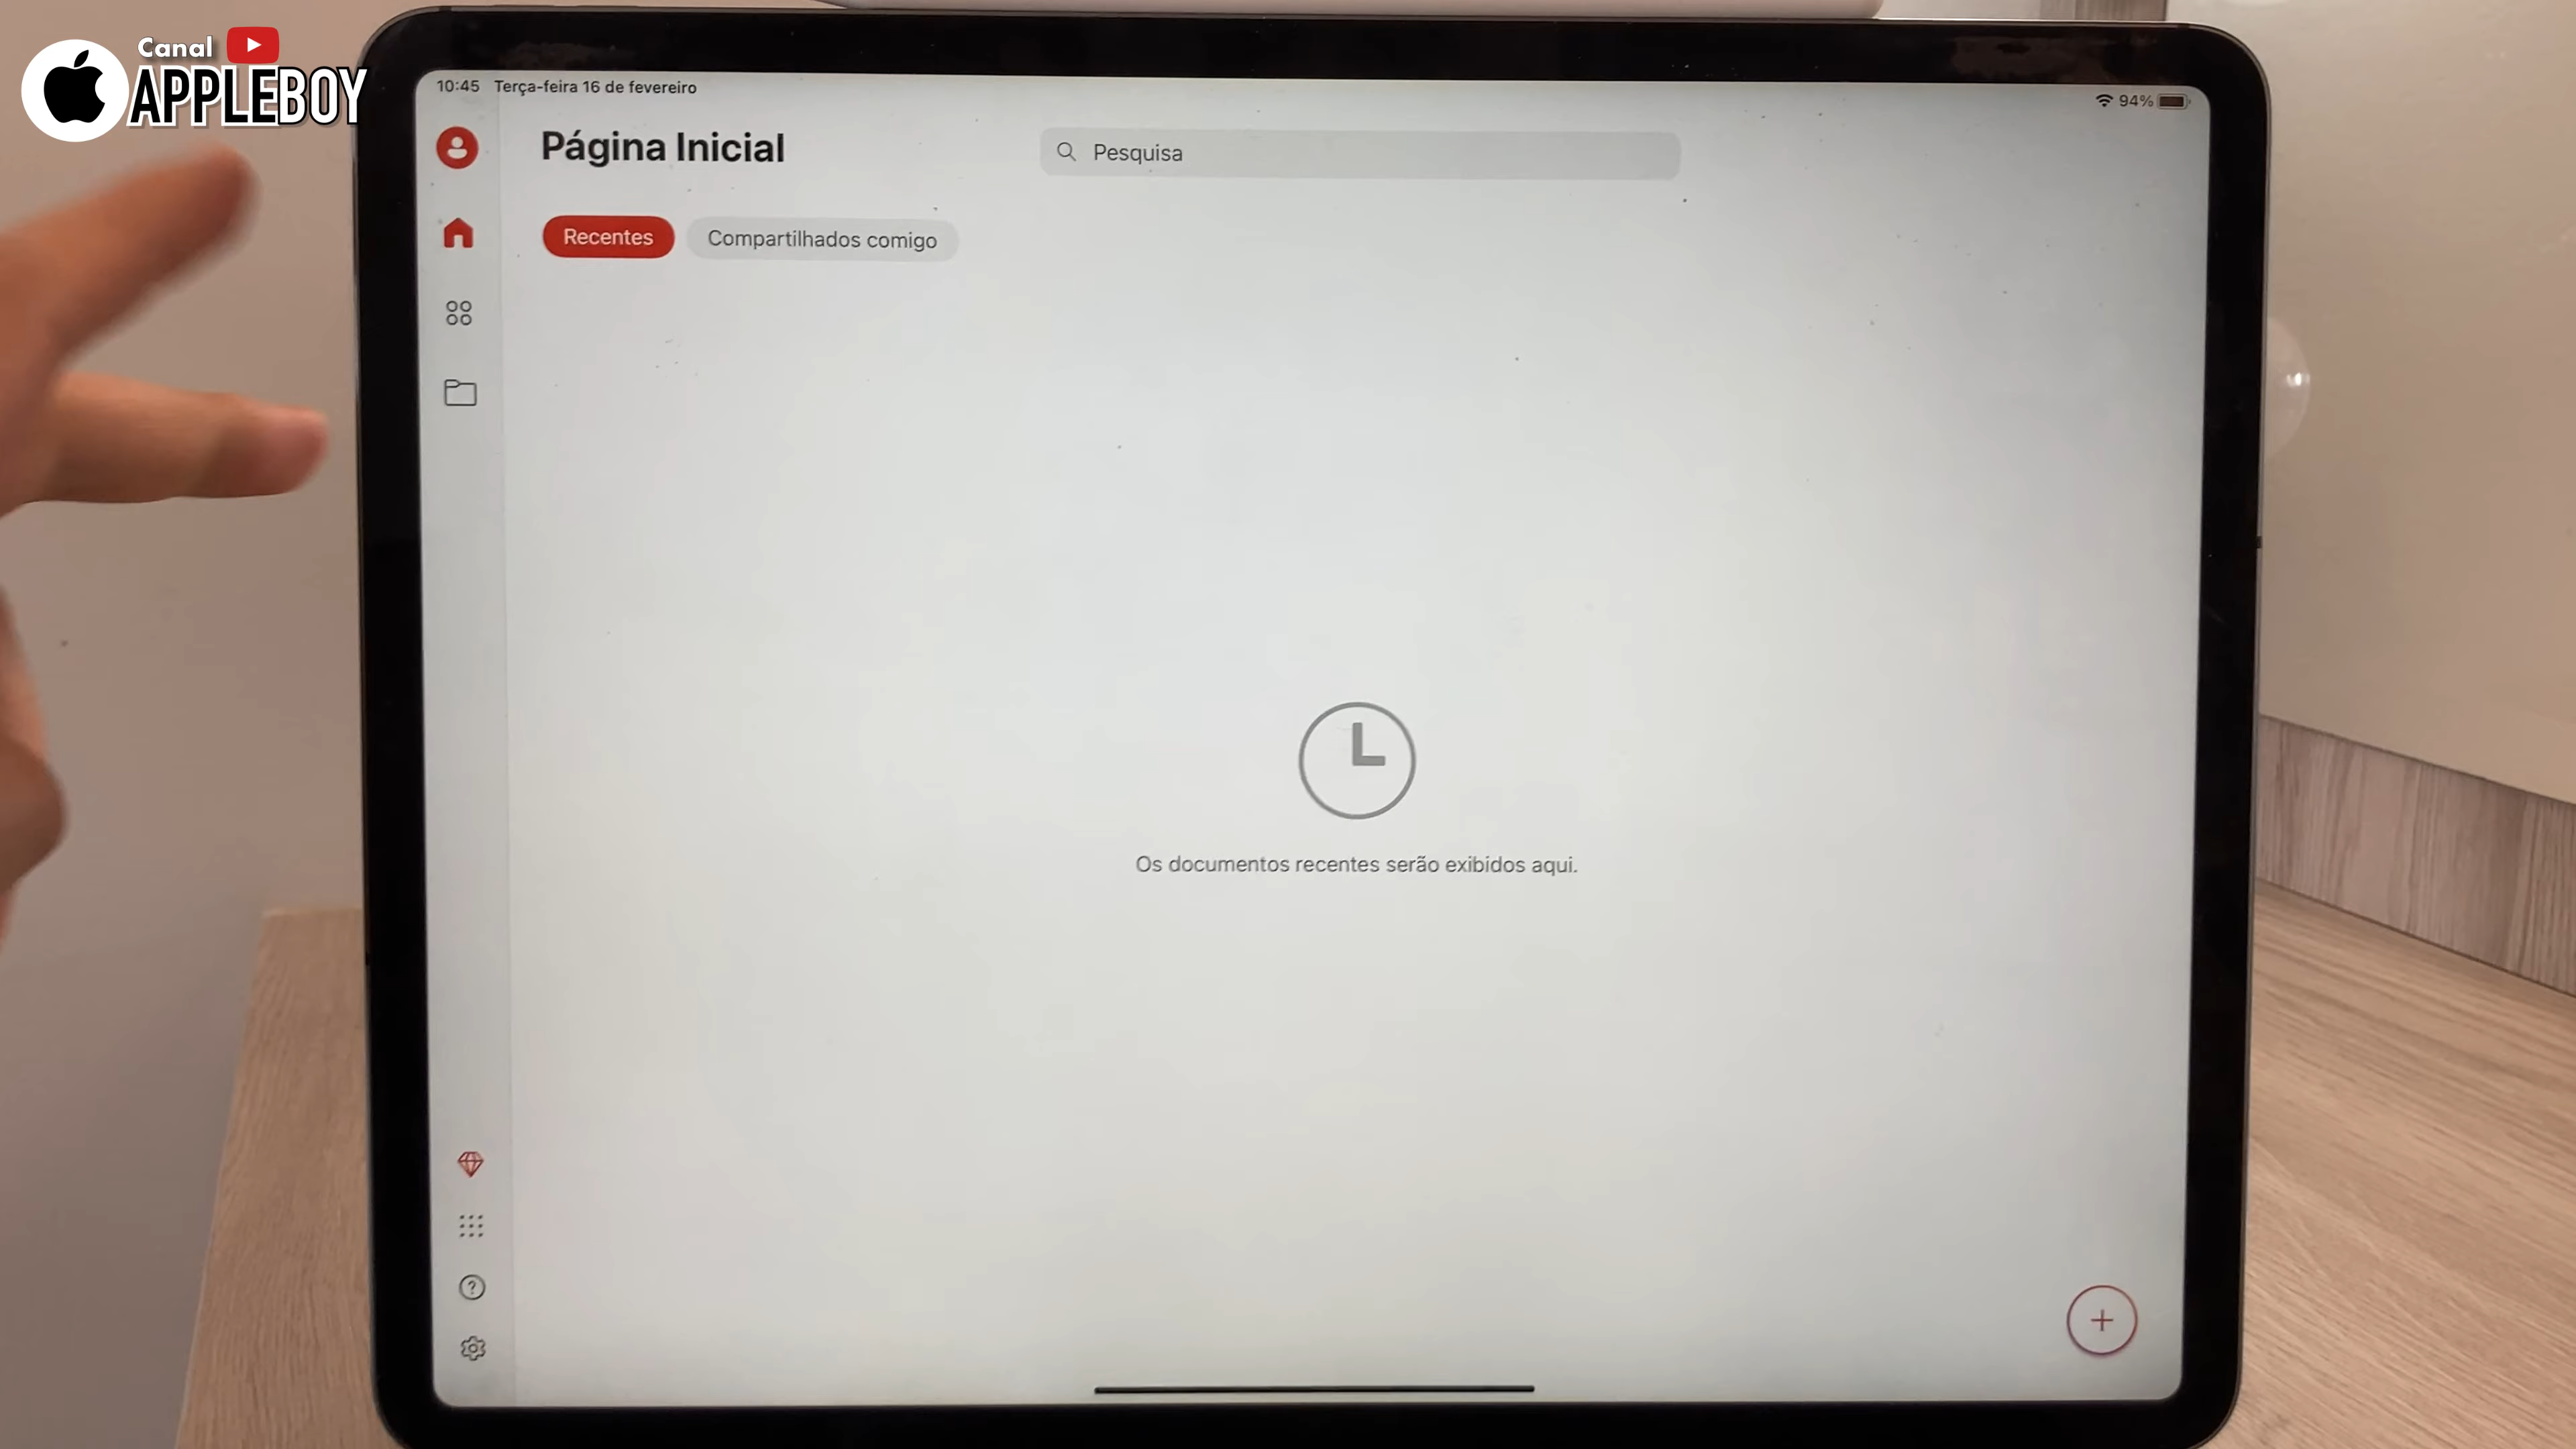 Canal
APPLEBOY
10:45 Terça-feira 16 de fevereiro
94%
Página Inicial
Pesquisa
Recentes
Compartilhados comigo
Os documentos recentes serão exibidos aqui.